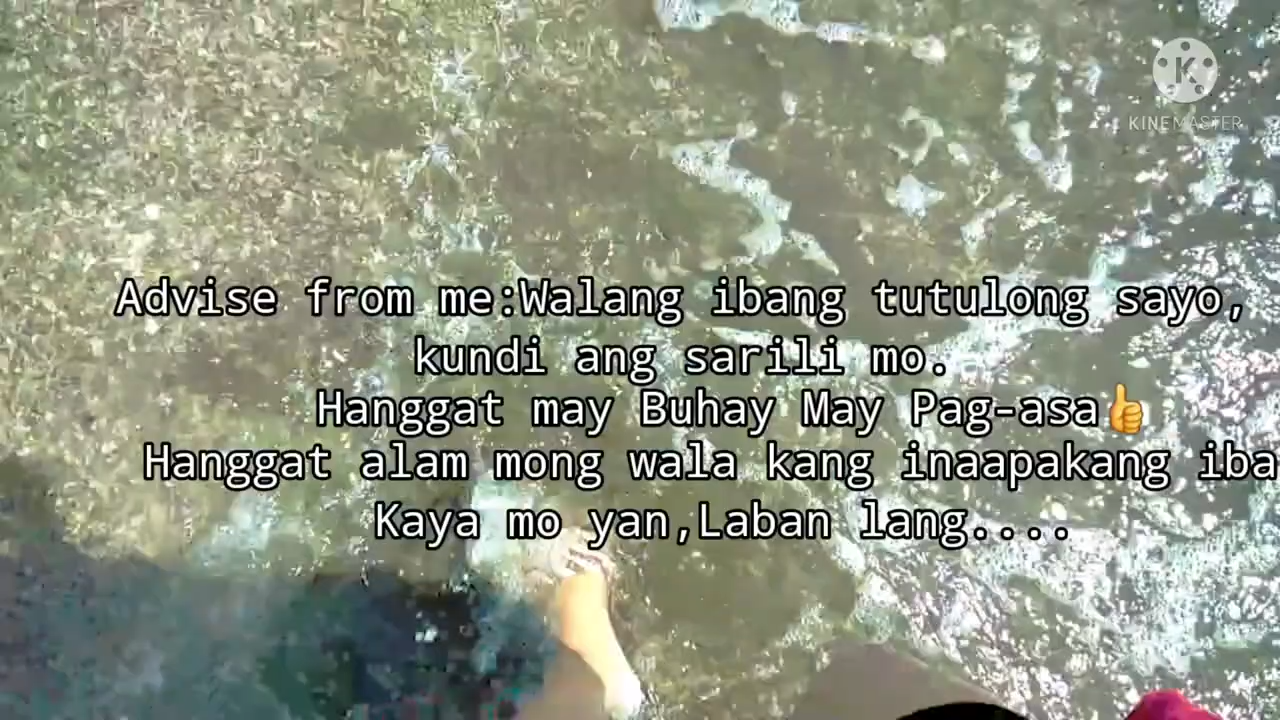 KINEMASTER
Advise from me:Walang ibang tutulong sayo,
kundi ang sarili mo.
Hanggat may Buhay May Pag-asa👍
Hanggat alam mong wala kang inaapakang iba
Kaya mo yan,Laban lang....